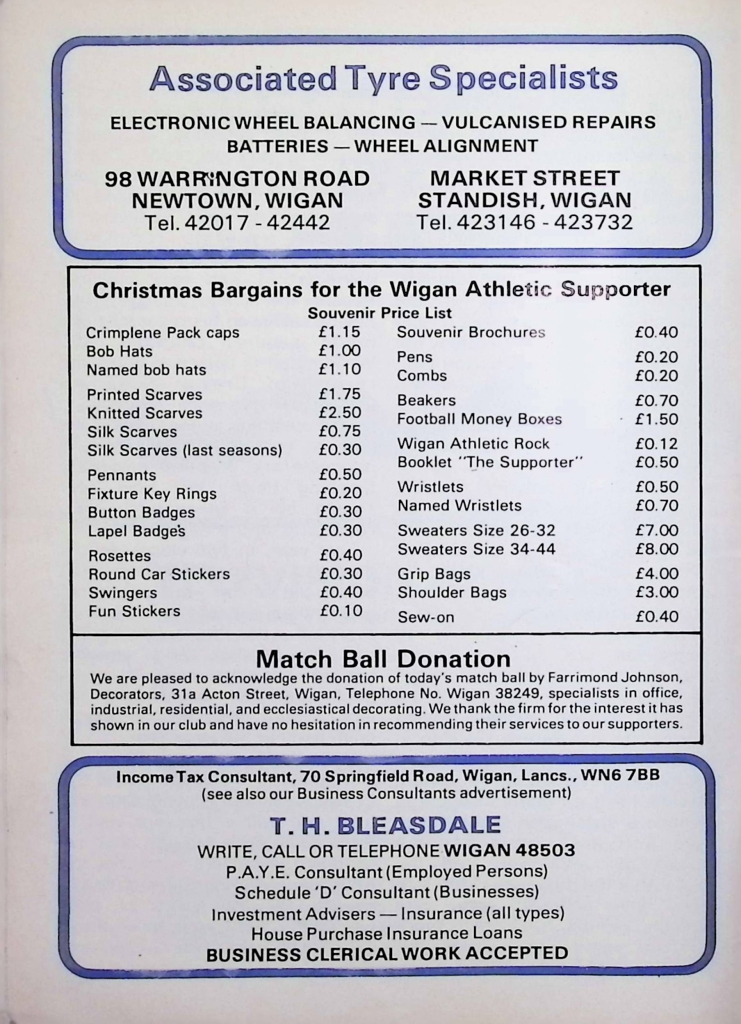 Associated Tyre Specialists
ELECTRONIC WHEEL BALANCING — VULCANISED REPAIRS
BATTERIES — WHEEL ALIGNMENT
98 WARRINGTON ROAD
NEWTOWN, WIGAN
Tel. 42017 - 42442
MARKET STREET
STANDISH, WIGAN
Tel. 423146 - 423732
Christmas Bargains for the Wigan Athletic Supporter
Souvenir Price List
Crimplene Pack caps £1.15
Bob Hats £1.00
Named bob hats £1.10
Printed Scarves £1.75
Knitted Scarves £2.50
Silk Scarves £0.75
Silk Scarves (last seasons) £0.30
Pennants £0.50
Fixture Key Rings £0.20
Button Badges £0.30
Lapel Badge's £0.30
Rosettes £0.40
Round Car Stickers £0.30
Swingers £0.40
Fun Stickers £0.10
Souvenir Brochures £0.40
Pens £0.20
Combs £0.20
Beakers £0.70
Football Money Boxes £1.50
Wigan Athletic Rock £0.12
Booklet "The Supporter" £0.50
Wristlets £0.50
Named Wristlets £0.70
Sweaters Size 26-32 £7.00
Sweaters Size 34-44 £8.00
Grip Bags £4.00
Shoulder Bags £3.00
Sew-on £0.40
Match Ball Donation
We are pleased to acknowledge the donation of today's match ball by Farrimond Johnson,
Decorators, 31a Acton Street, Wigan, Telephone No. Wigan 38249, specialists in office,
industrial, residential, and ecclesiastical decorating. We thank the firm for the interest it has
shown in our club and have no hesitation in recommending their services to our supporters.
Income Tax Consultant, 70 Springfield Road, Wigan, Lancs., WN6 7BB
(see also our Business Consultants advertisement)
T. H. BLEASDALE
WRITE, CALL OR TELEPHONE WIGAN 48503
P.A.Y.E. Consultant (Employed Persons)
Schedule 'D' Consultant (Businesses)
Investment Advisers — Insurance (all types)
House Purchase Insurance Loans
BUSINESS CLERICAL WORK ACCEPTED